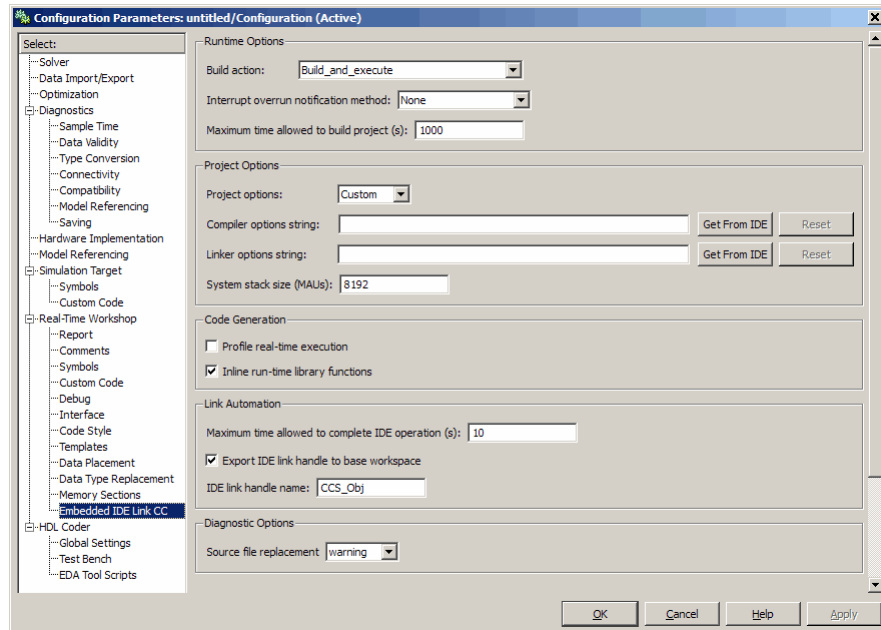 Configuration Parameters: untitled/Configuration (Active)
Select:
Solver
Data Import/Export
Optimization
Diagnostics
Sample Time
Data Validity
Type Conversion
Connectivity
Compatibility
Model Referencing
Saving
Hardware Implementation
Model Referencing
Simulation Target
Symbols
Custom Code
Real-Time Workshop
Report
Comments
Symbols
Custom Code
Debug
Interface
Code Style
Templates
Data Placement
Data Type Replacement
Memory Sections
Embedded IDE Link CC
HDL Coder
Global Settings
Test Bench
EDA Tool Scripts
Runtime Options
Build action: Build_and_execute
Interrupt overrun notification method: None
Maximum time allowed to build project (s): 1000
Project Options
Project options: Custom
Compiler options string: Get From IDE Reset
Linker options string: Get From IDE Reset
System stack size (MAUs): 8192
Code Generation
Profile real-time execution
Inline run-time library functions
Link Automation
Maximum time allowed to complete IDE operation (s): 10
Export IDE link handle to base workspace
IDE link handle name: CCS_Obj
Diagnostic Options
Source file replacement warning
OK Cancel Help Apply